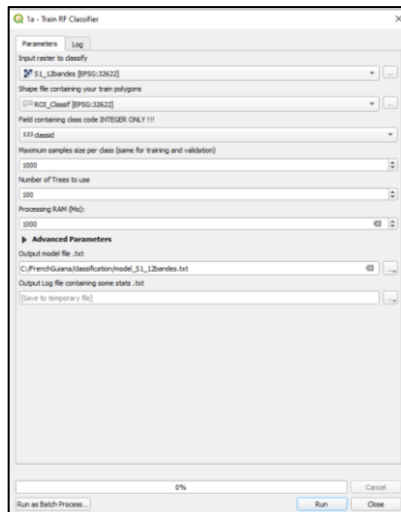 1a - Train RF Classifier
Parameters Log
Input raster to classify
S1_12bandes [EPSG:32622]
Shape file containing your train polygons
ROI_Classif [EPSG:32622]
Field containing class code INTEGER ONLY !!!
123 classid
Maximum samples size per class (same for training and validation)
1000
Number of Trees to use
100
Processing RAM (Mo):
1000
Advanced Parameters
Output model file .txt
C:/FrenchGuiana/classification/model_S1_12bandes.txt
Output Log file containing some stats .txt
[Save to temporary file]
0% Cancel
Run as Batch Process... Run Close